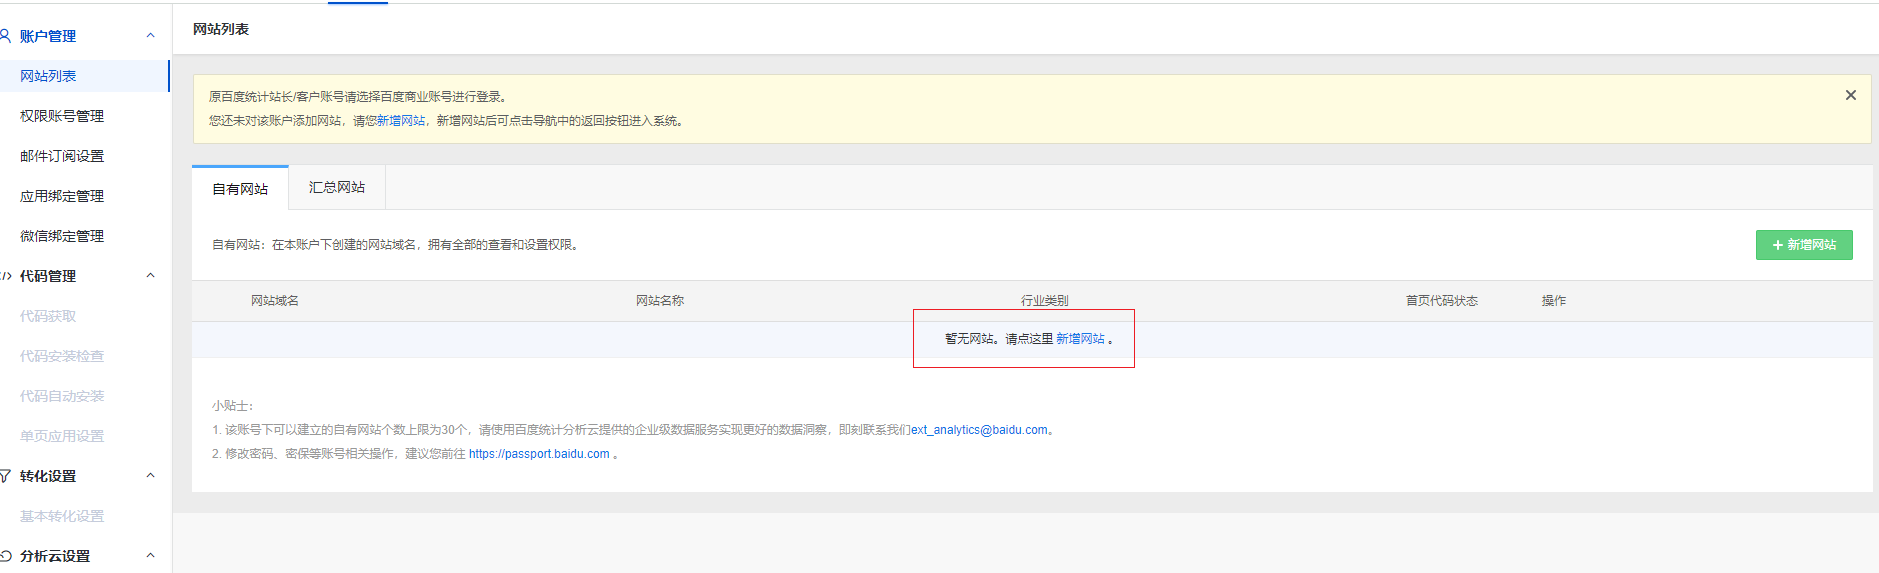 账户管理
网站列表
权限账号管理
邮件订阅设置
应用绑定管理
微信绑定管理
代码管理
代码获取
代码安装检查
代码自动安装
单页应用设置
转化设置
基本转化设置
分析云设置
网站列表
原百度统计站长/客户账号请选择百度商业账号进行登录。
您还未对该账户添加网站，请您新增网站，新增网站后可点击导航中的返回按钮进入系统。
自有网站 汇总网站
自有网站：在本账户下创建的网站域名，拥有全部的查看和设置权限。
+ 新增网站
网站域名 网站名称 行业类别 首页代码状态 操作
暂无网站。请点这里 新增网站 。
小贴士：
1. 该账号下可以建立的自有网站个数上限为30个，请使用百度统计分析云提供的企业级数据服务实现更好的数据洞察，即刻联系我们ext_analytics@baidu.com。
2. 修改密码、密保等账号相关操作，建议您前往 https://passport.baidu.com 。